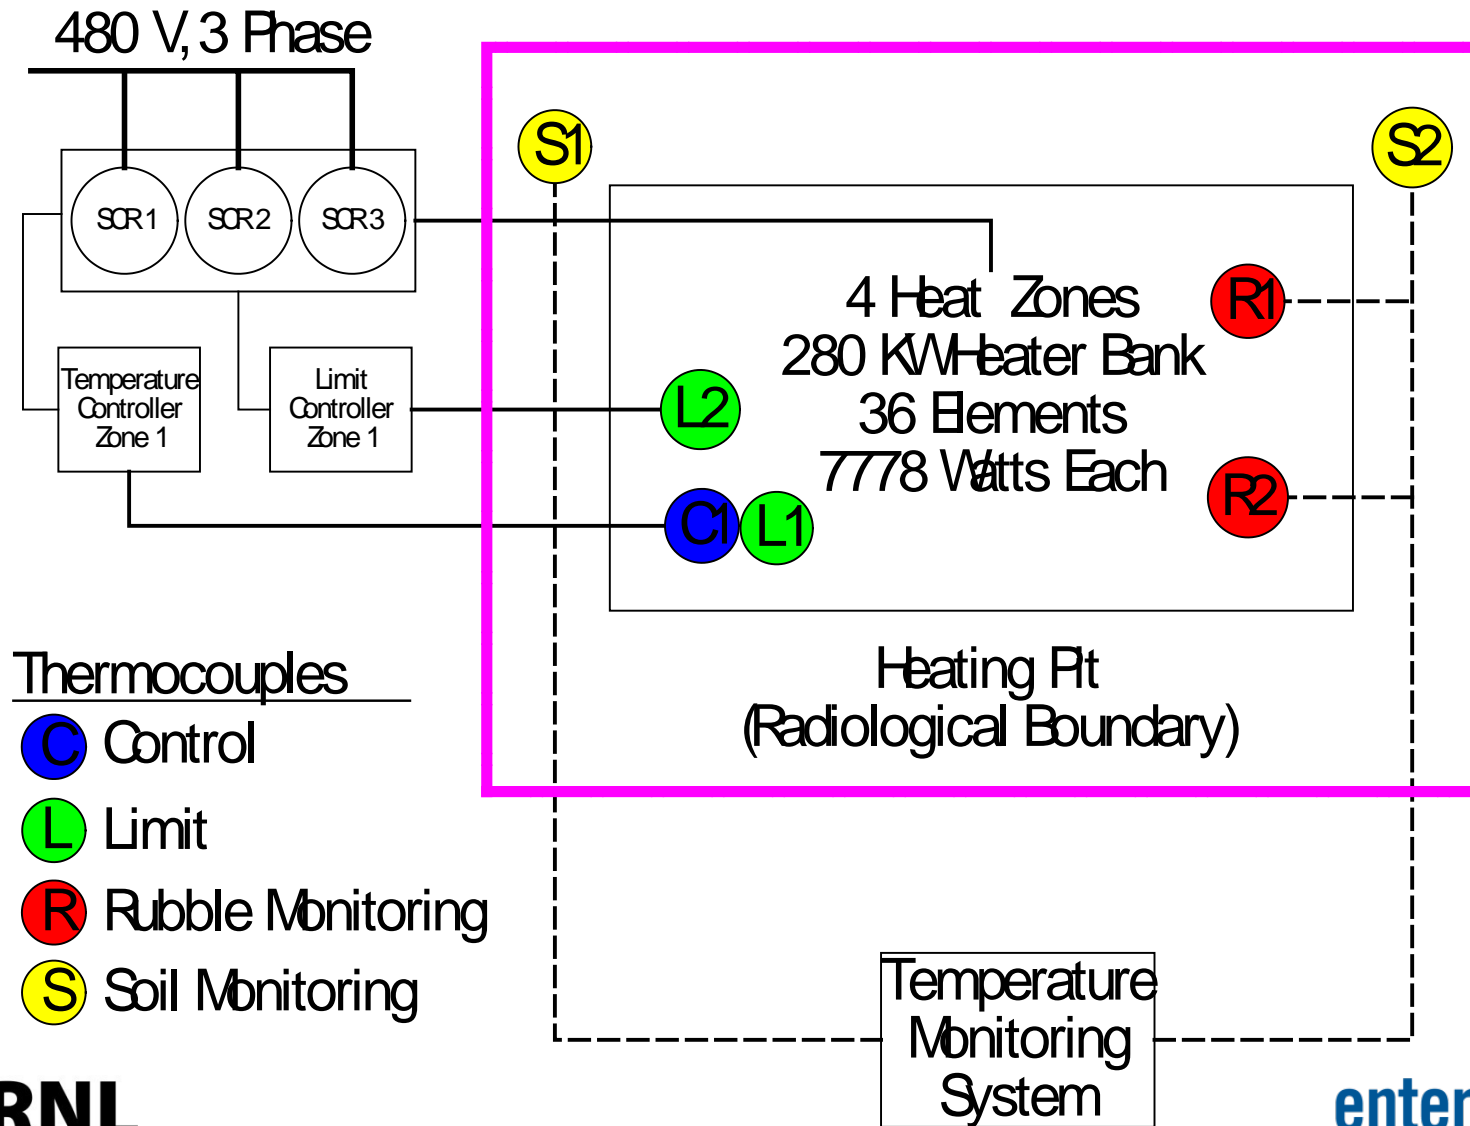 480 V, 3 Phase
S1
S2
SCR 1
SCR 2
SCR 3
4 Heat Zones
280 KW Heater Bank
36 Elements
7778 Watts Each
R1
R2
Temperature
Controller
Zone 1
Limit
Controller
Zone 1
L2
C1
L1
Heating Pit
(Radiological Boundary)
Thermocouples
C Control
L Limit
R Rubble Monitoring
S Soil Monitoring
Temperature
Monitoring
System
RNL
enter